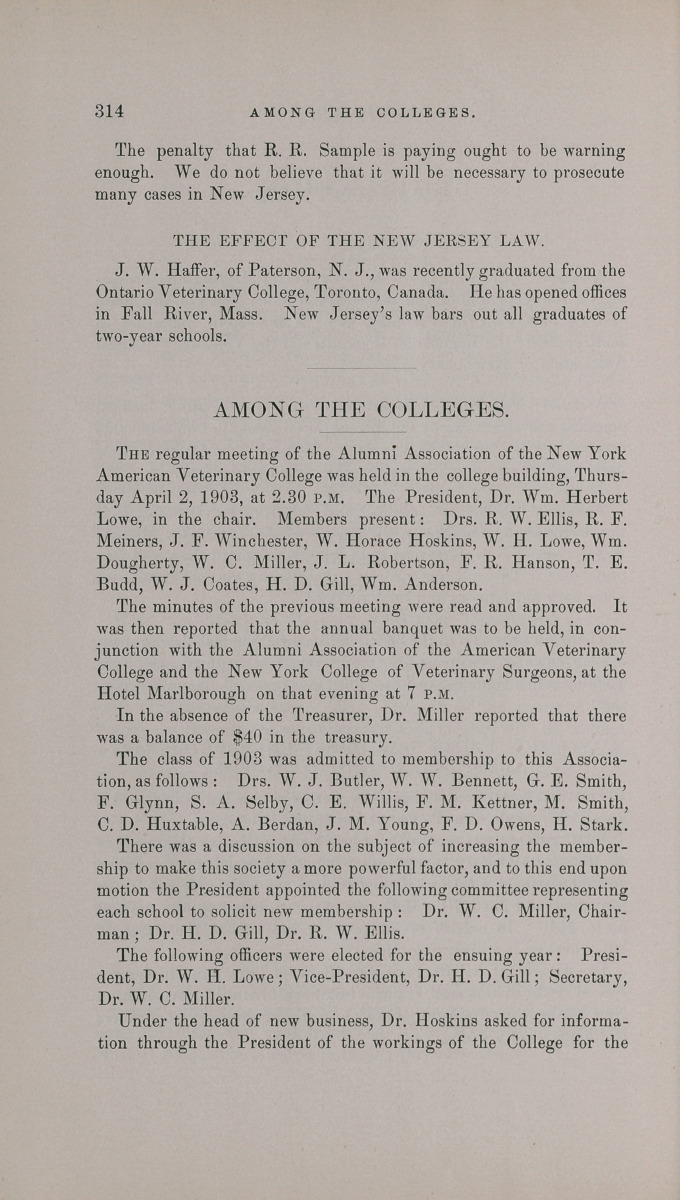 314 AMONG THE COLLEGES.
The penalty that R. R. Sample is paying ought to be warning
enough. We do not believe that it will be necessary to prosecute
many cases in New Jersey.
THE EFFECT OF THE NEW JERSEY LAW.
J. W. Haffer, of Paterson, N. J., was recently graduated from the
Ontario Veterinary College, Toronto, Canada. He has opened offices
in Fall River, Mass. New Jersey's law bars out all graduates of
two-year schools.
AMONG THE COLLEGES.
THE regular meeting of the Alumni Association of the New York
American Veterinary College was held in the college building, Thurs-
day April 2, 1903, at 2.30 P.M. The President, Dr. Wm. Herbert
Lowe, in the chair. Members present: Drs. R. W. Ellis, R. F.
Meiners, J. F. Winchester, W. Horace Hoskins, W. H. Lowe, Wm.
Dougherty, W. C. Miller, J. L. Robertson, F. R. Hanson, T. E.
Budd, W. J. Coates, H. D. Gill, Wm. Anderson.
The minutes of the previous meeting were read and approved. It
was then reported that the annual banquet was to be held, in con-
junction with the Alumni Association of the American Veterinary
College and the New York College of Veterinary Surgeons, at the
Hotel Marlborough on that evening at 7 P.M.
In the absence of the Treasurer, Dr. Miller reported that there
was a balance of $40 in the treasury.
The class of 1903 was admitted to membership to this Associa-
tion, as follows: Drs. W. J. Butler, W. W. Bennett, G. E. Smith,
F. Glynn, S. A. Selby, C. E. Willis, F. M. Kettner, M. Smith,
C. D. Huxtable, A. Berdan, J. M. Young, F. D. Owens, H. Stark.
There was a discussion on the subject of increasing the member-
ship to make this society a more powerful factor, and to this end upon
motion the President appointed the following committee representing
each school to solicit new membership: Dr. W. C. Miller, Chair-
man; Dr. H. D. Gill, Dr. R. W. Ellis.
The following officers were elected for the ensuing year: Presi-
dent, Dr. W. H. Lowe; Vice-President, Dr. H. D. Gill; Secretary,
Dr. W. C. Miller.
Under the head of new business, Dr. Hoskins asked for informa-
tion through the President of the workings of the College for the